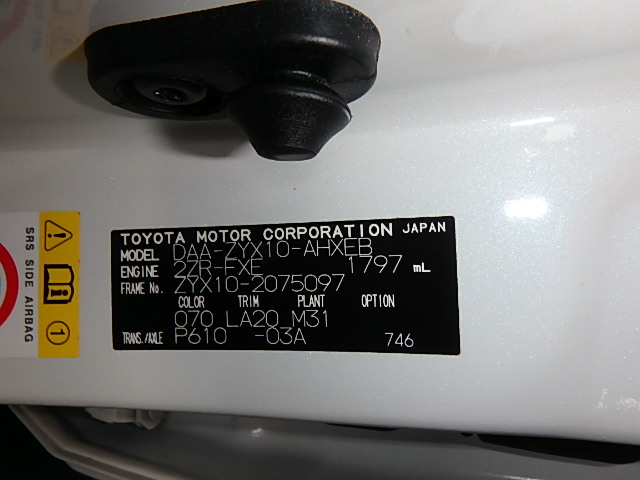 TOYOTA MOTOR CORPORATION JAPAN
MODEL DAA-ZYX10-AHXEB
ENGINE 2ZR-FXE 1797 mL
FRAME No. ZYX10-2075097
COLOR TRIM PLANT OPTION
070 LA20 M31
TRANS./AXLE P610 -03A 746
SRS SIDE AIRBAG
1